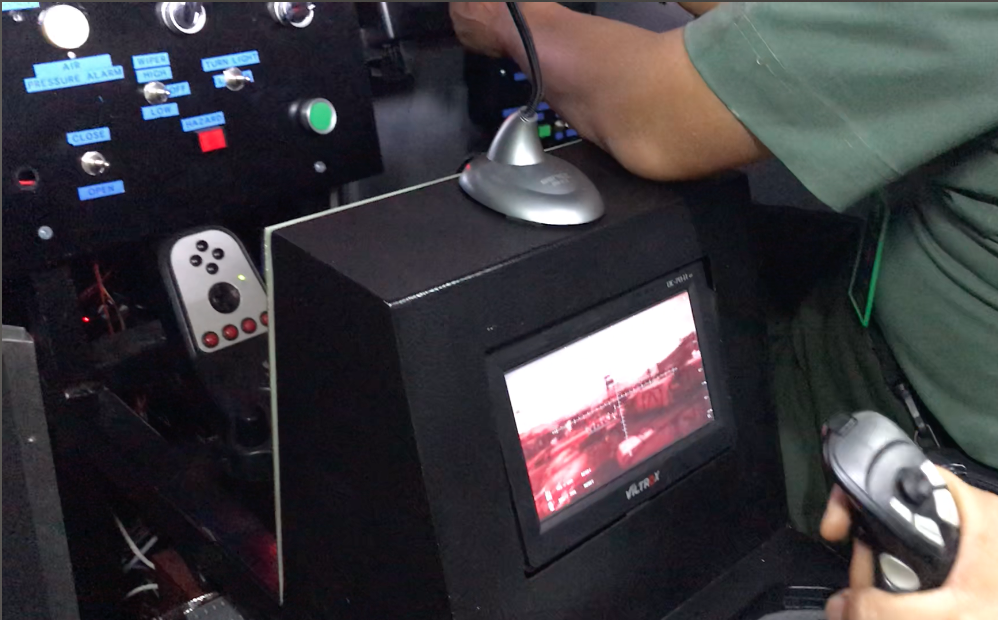 AIR
PRESSURE ALARM
WIPER
HIGH
OFF
LOW
TURN LIGHT
HAZARD
CLOSE
OPEN
VILTROX